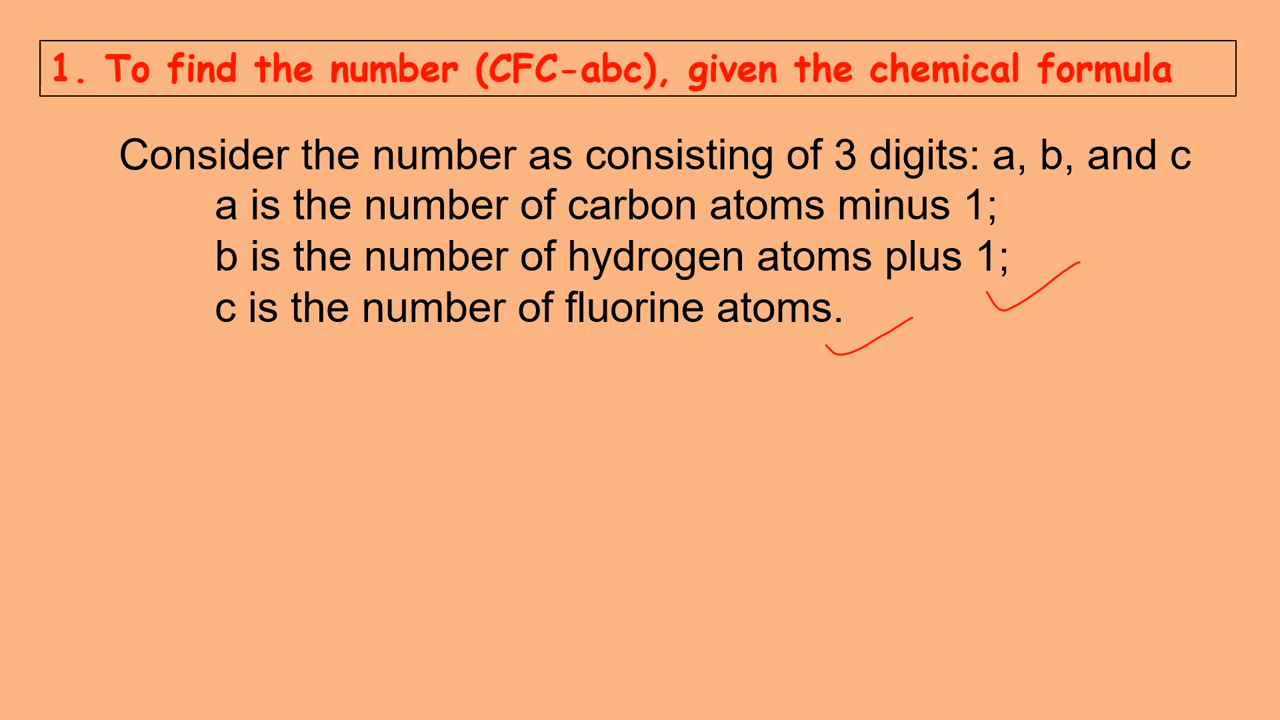 1. To find the number (CFC-abc), given the chemical formula
Consider the number as consisting of 3 digits: a, b, and c
a is the number of carbon atoms minus 1;
b is the number of hydrogen atoms plus 1;
c is the number of fluorine atoms.